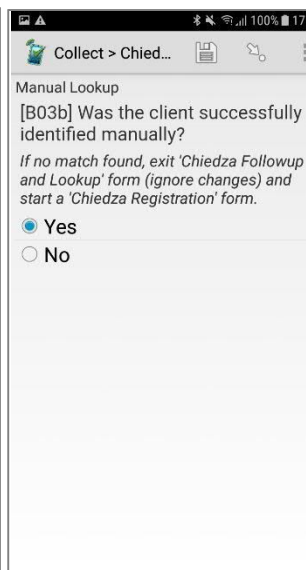 100% 17
Collect > Chied...
Manual Lookup
[B03b] Was the client successfully
identified manually?
If no match found, exit 'Chiedza Followup
and Lookup' form (ignore changes) and
start a 'Chiedza Registration' form.
Yes
No